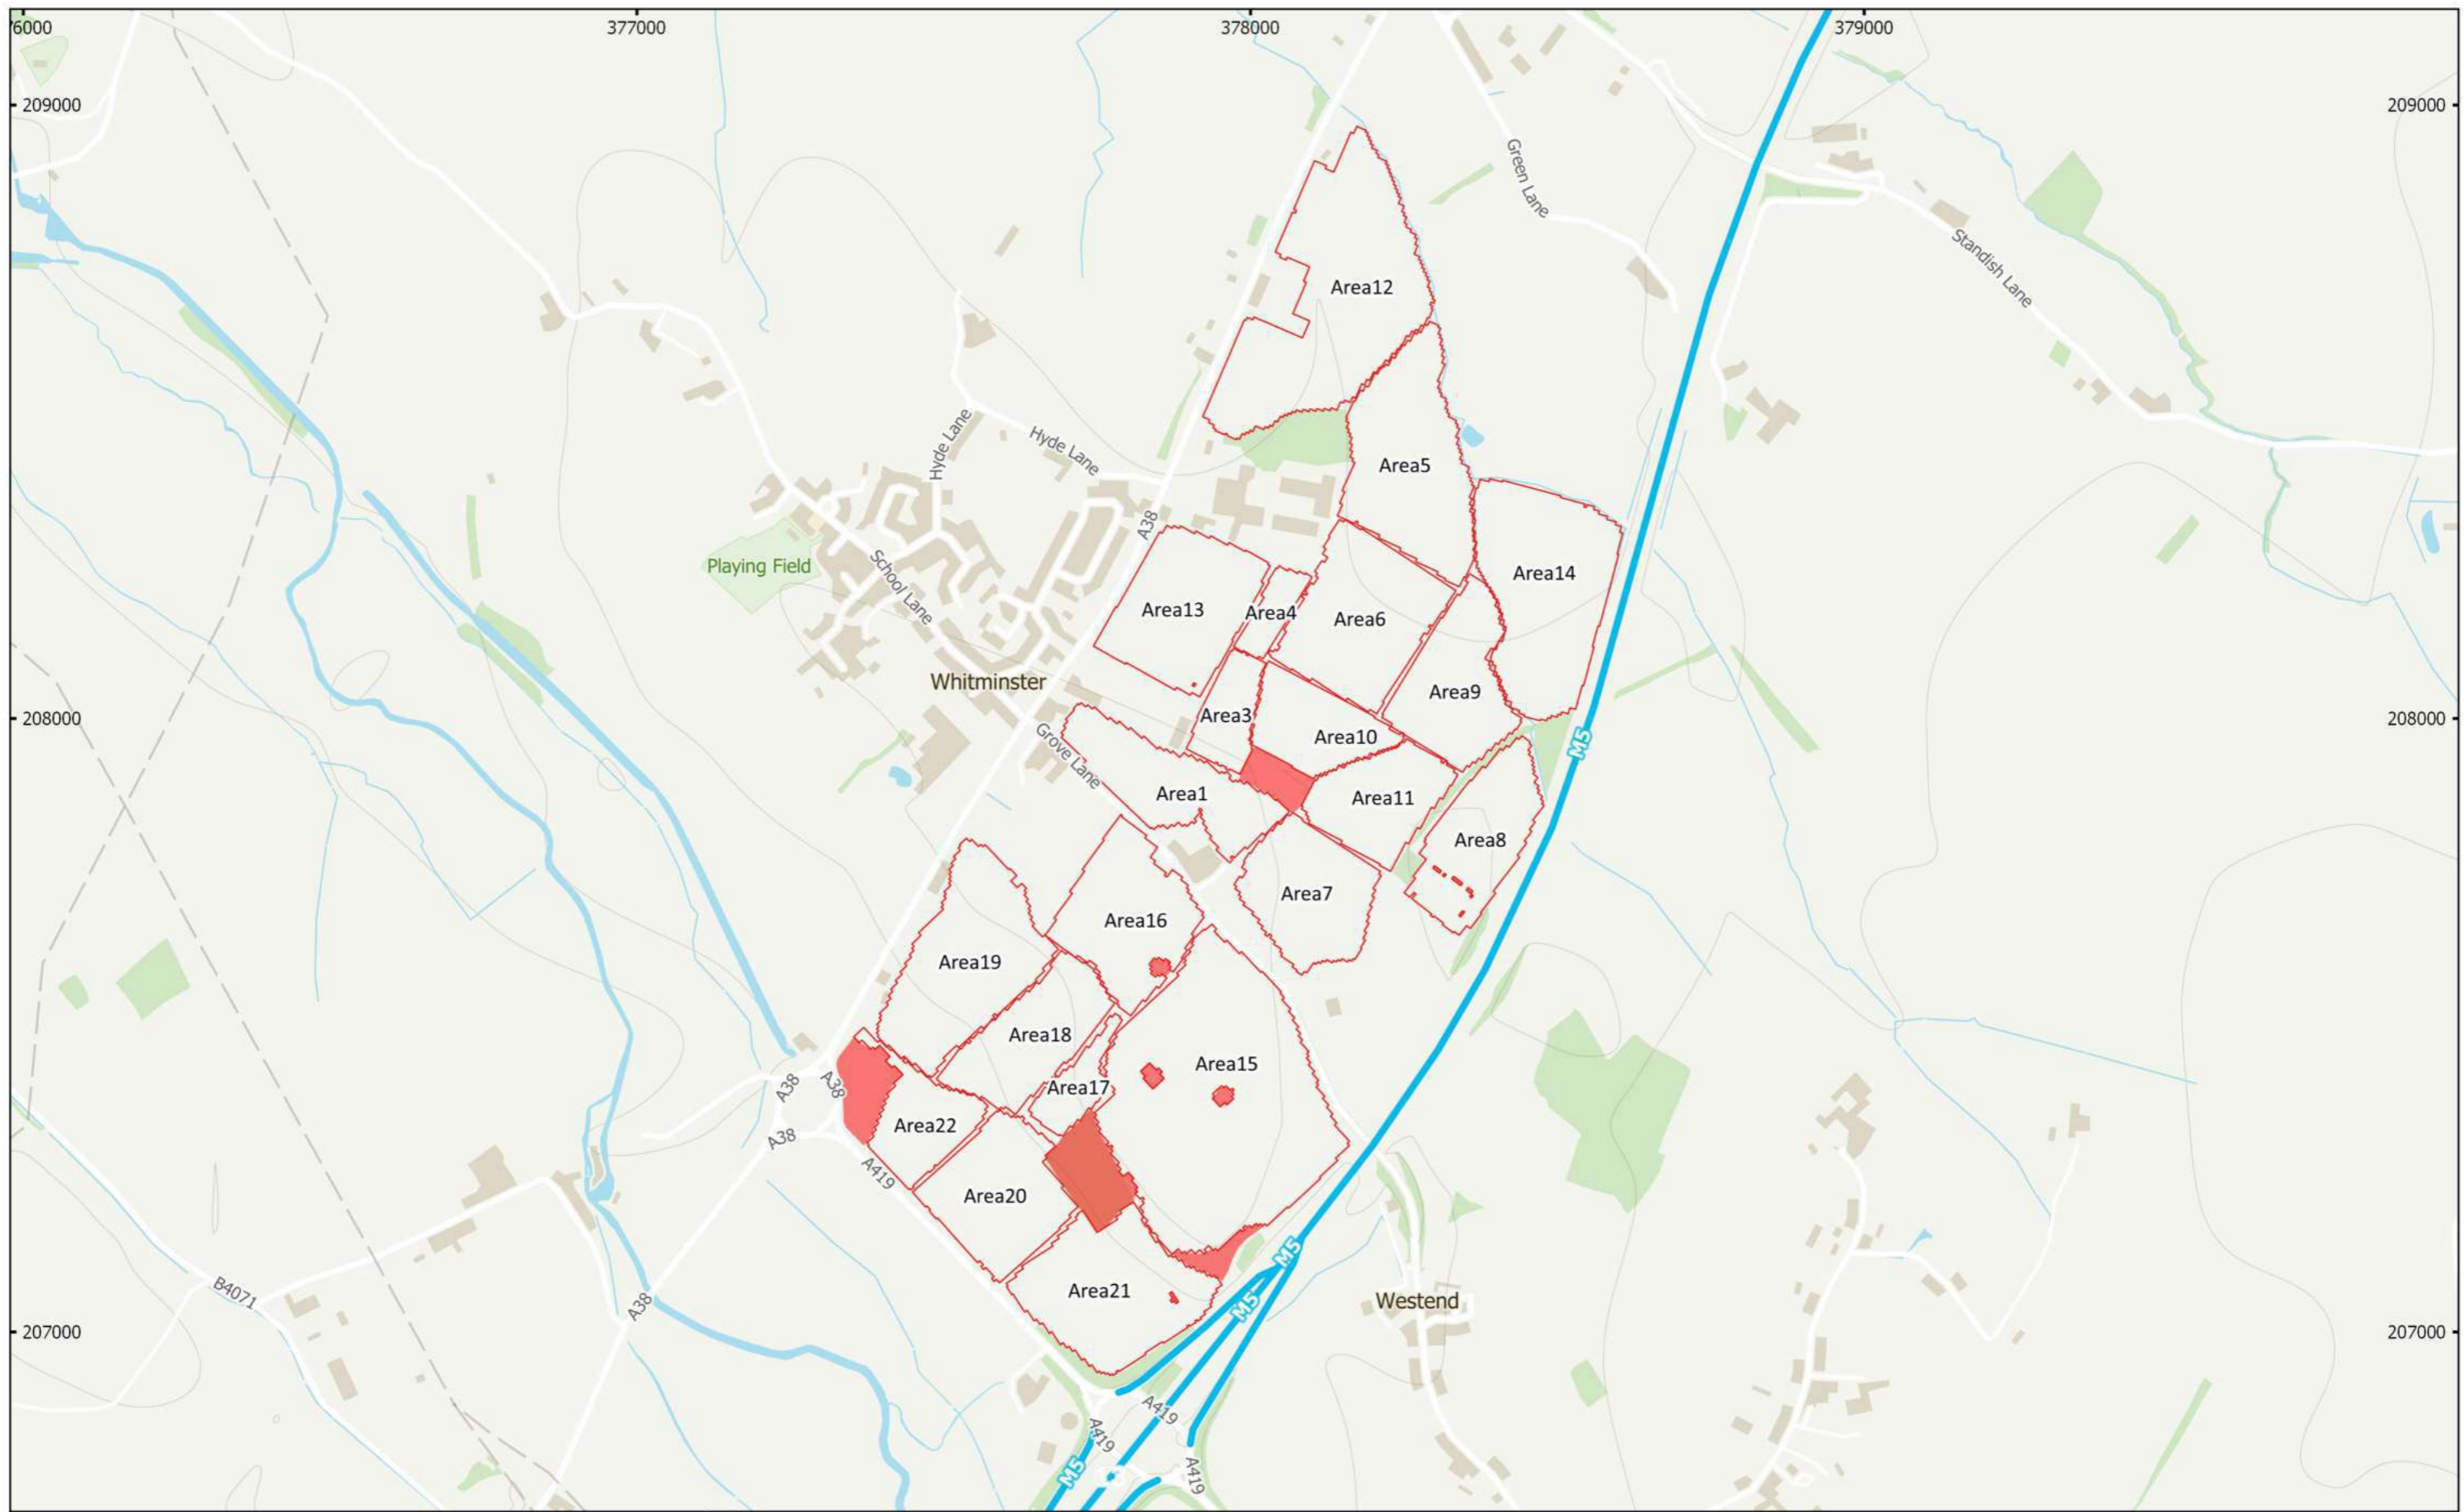 6000
377000
378000
379000
209000
209000
Green Lane
Standish Lane
Area12
Hyde Lane
Hyde Lane
Area5
A38
Playing Field
School Lane
Area14
Area13
Area4
Area6
Whitminster
Area9
Area3
208000
208000
Grove Lane
Area10
M5
Area1
Area11
Area8
Area7
Area16
Area19
Area18
Area15
A38
A38
Area17
Area22
A38
A419
Area20
M5
B4071
A38
Area21
M5
Westend
207000
207000
A419
A419
M5
A419